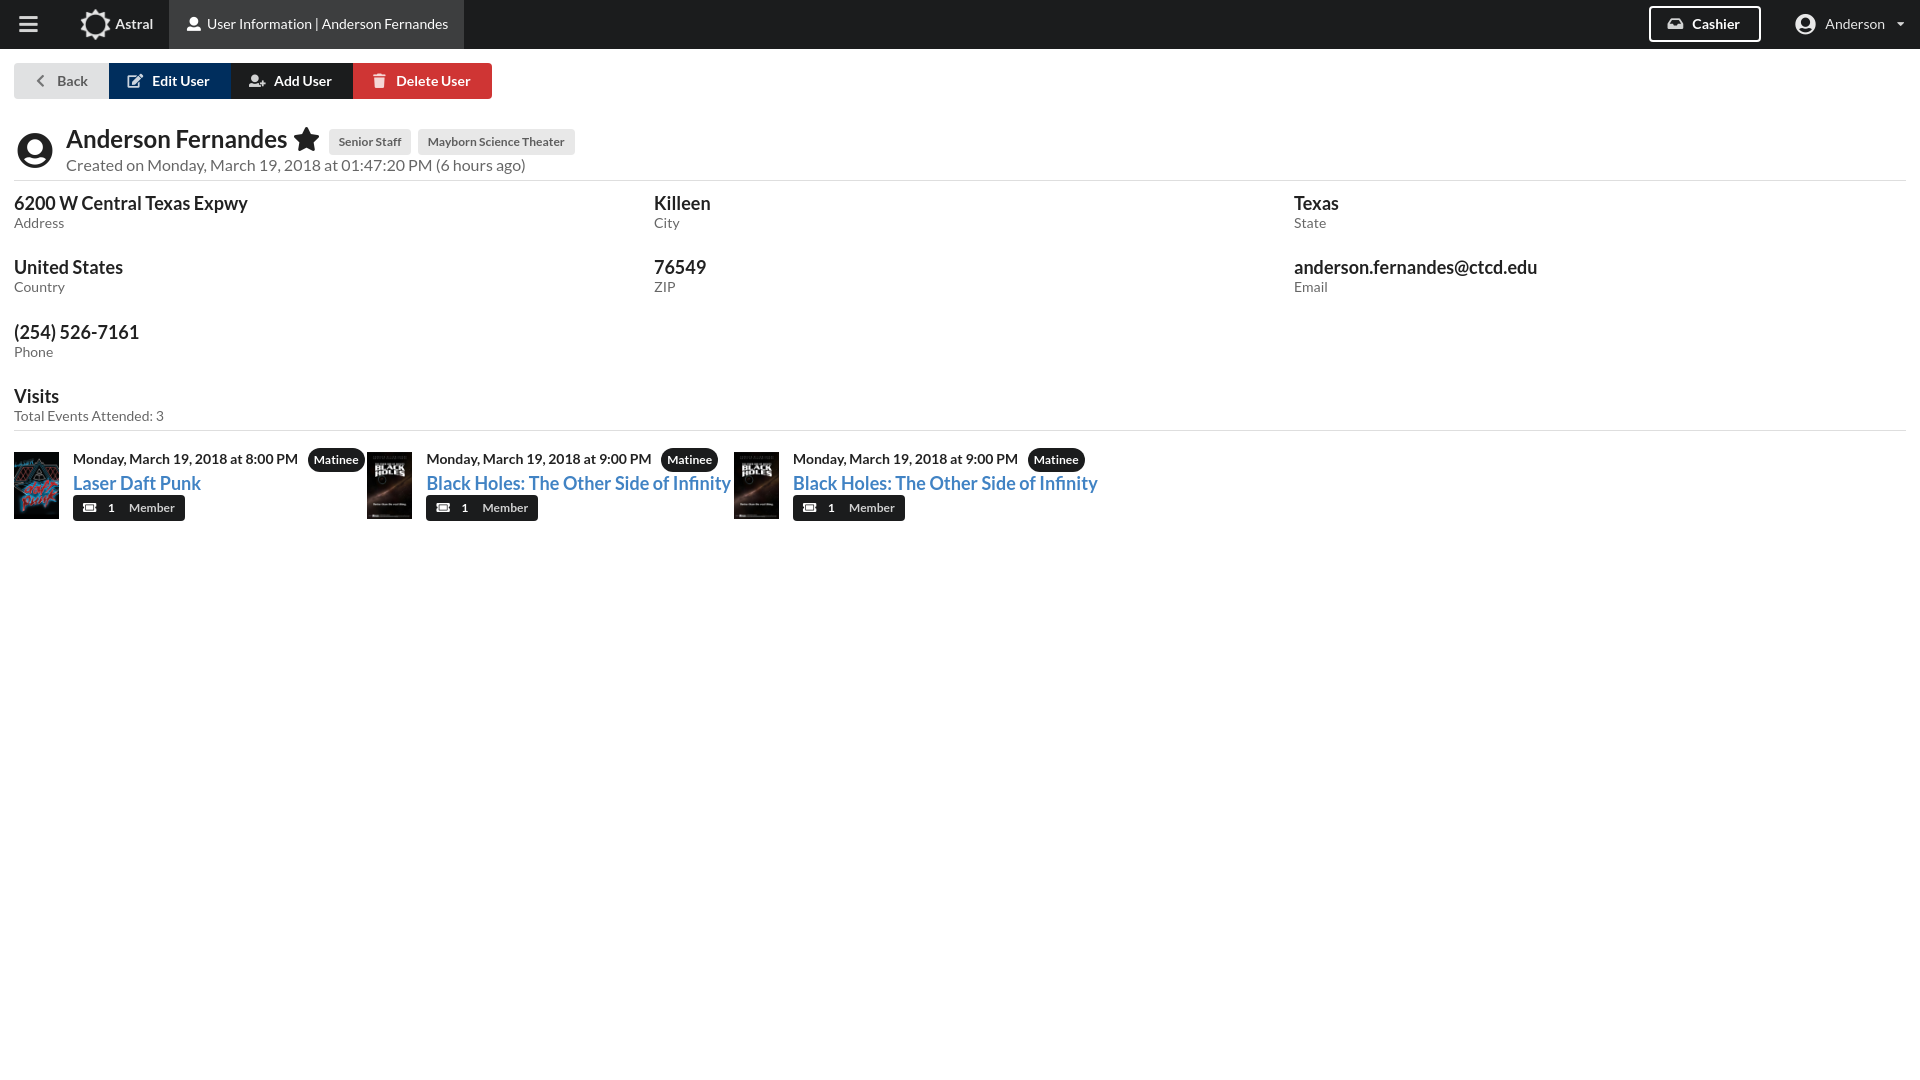 Astral User Information | Anderson Fernandes Cashier Anderson
Back Edit User Add User Delete User
Anderson Fernandes Senior Staff Mayborn Science Theater
Created on Monday, March 19, 2018 at 01:47:20 PM (6 hours ago)
6200 W Central Texas Expwy Killeen Texas
Address City State
United States 76549 anderson.fernandes@ctcd.edu
Country ZIP Email
(254) 526-7161
Phone
Visits
Total Events Attended: 3
Monday, March 19, 2018 at 8:00 PM Matinee
Laser Daft Punk
1 Member
BLACK HOLES
Monday, March 19, 2018 at 9:00 PM Matinee
Black Holes: The Other Side of Infinity
1 Member
BLACK HOLES
Monday, March 19, 2018 at 9:00 PM Matinee
Black Holes: The Other Side of Infinity
1 Member